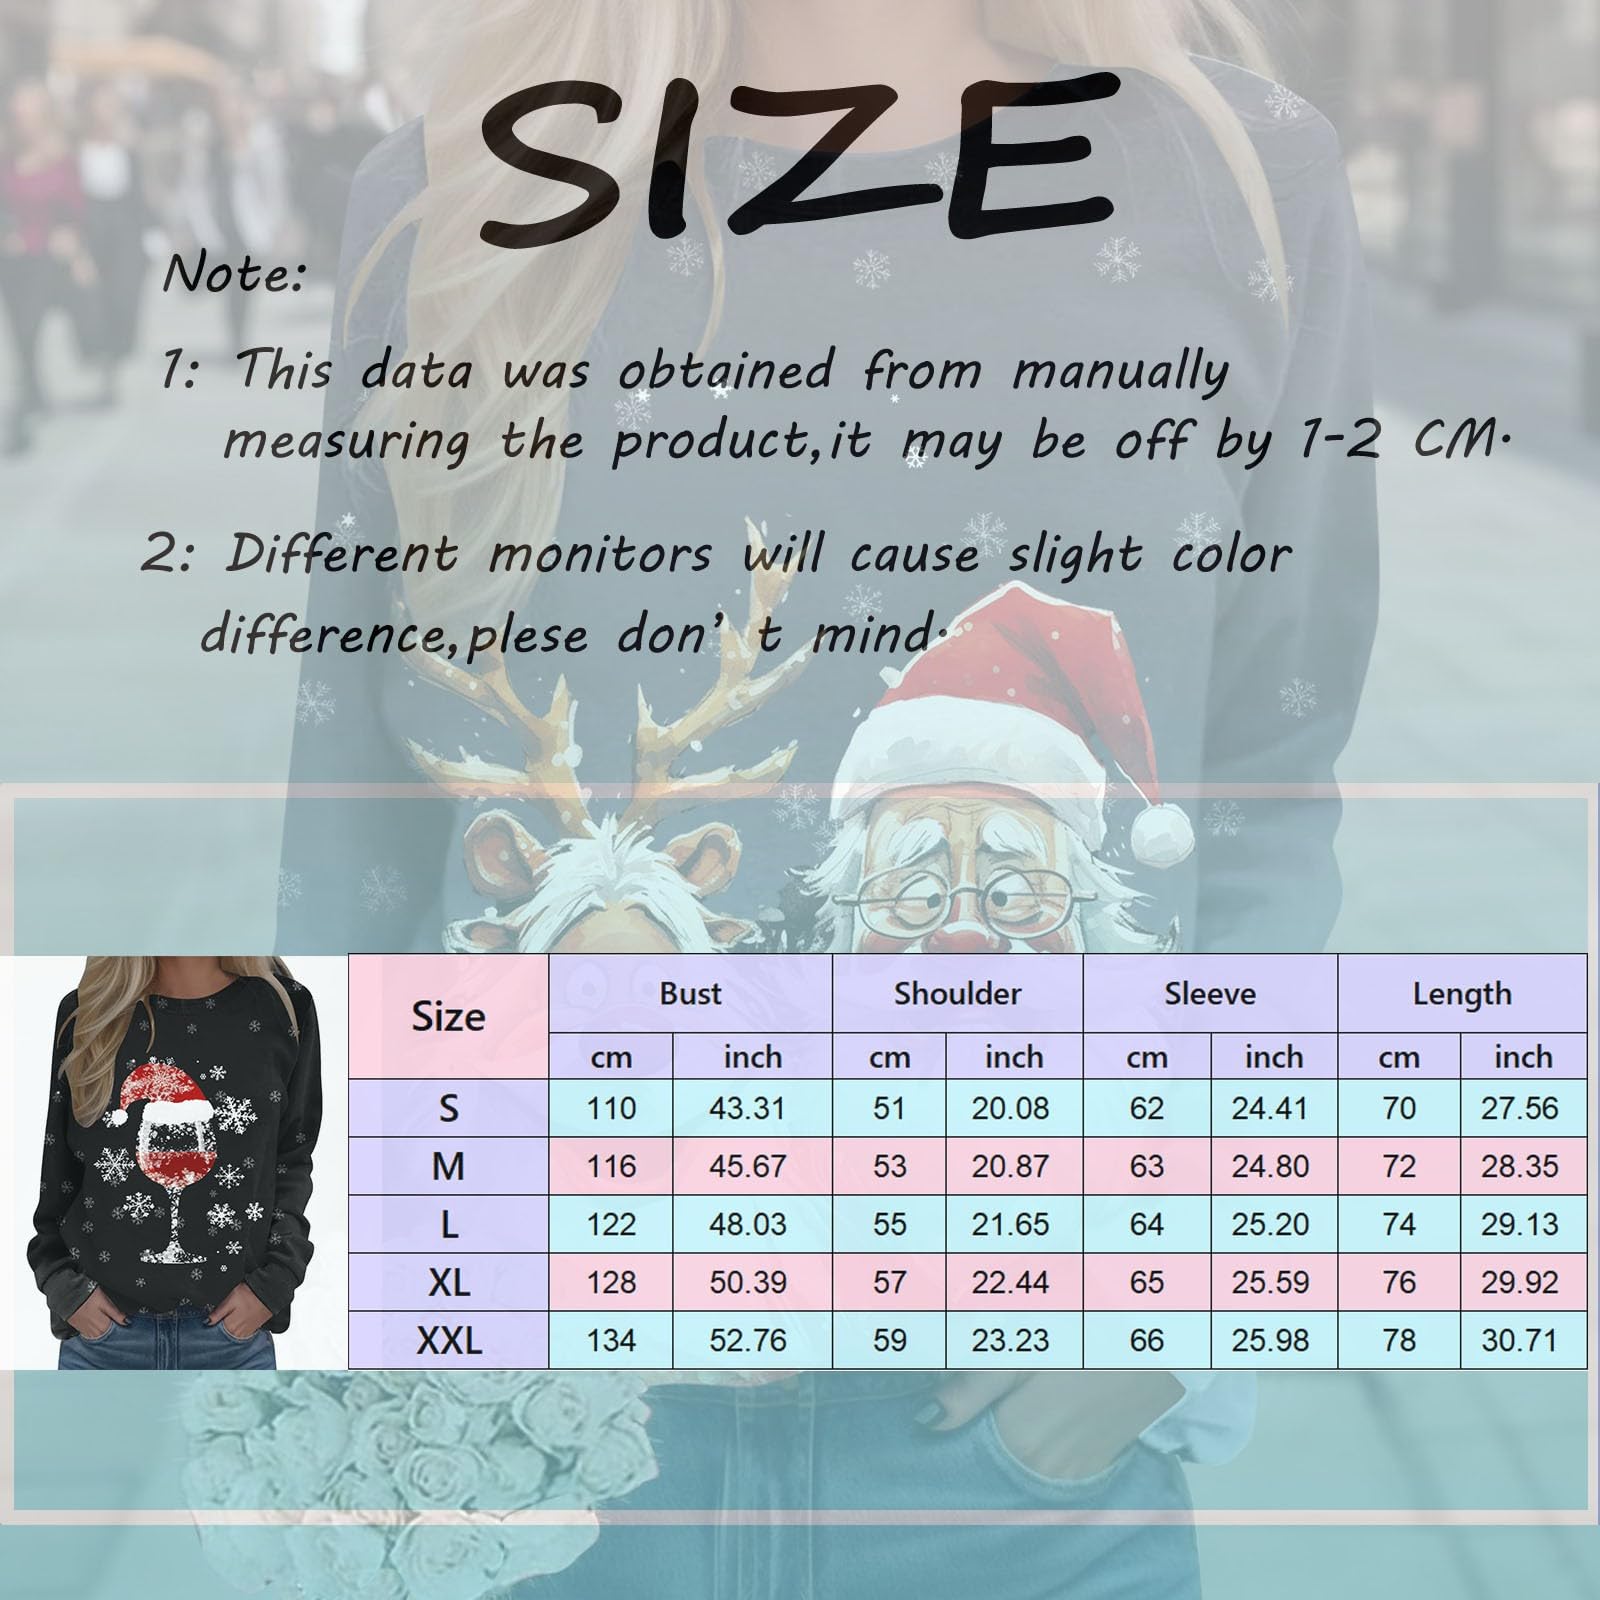 SIZE
Note:
1: This data was obtained from manually
measuring the product,it may be off by 1-2 CM.
2: Different monitors will cause slight color
difference,plese don't mind.
Size Bust Shoulder Sleeve Length
cm inch cm inch cm inch cm inch
S 110 43.31 51 20.08 62 24.41 70 27.56
M 116 45.67 53 20.87 63 24.80 72 28.35
L 122 48.03 55 21.65 64 25.20 74 29.13
XL 128 50.39 57 22.44 65 25.59 76 29.92
XXL 134 52.76 59 23.23 66 25.98 78 30.71